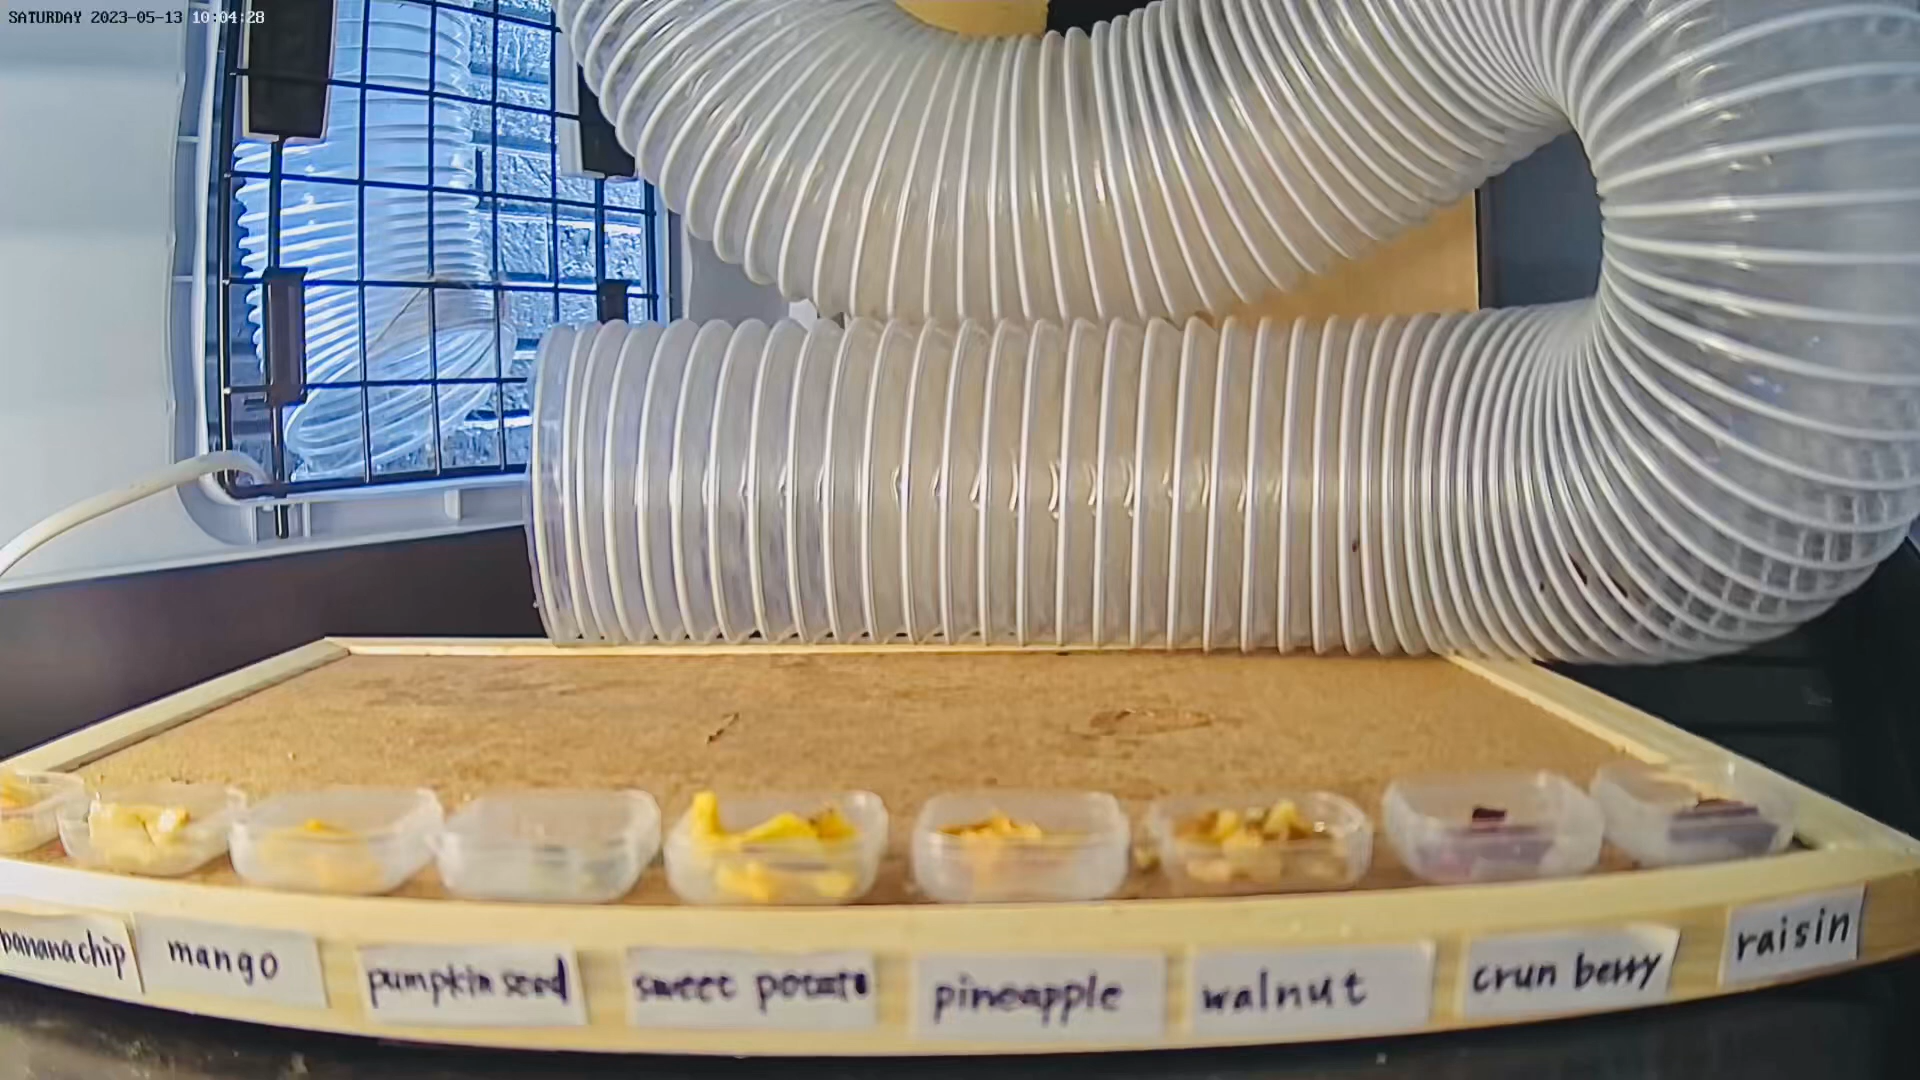 SATURDAY 2023-05-13 10:04:28
banana chip
mango
pumpkin seed
sweet potato
pineapple
walnut
crun berry
raisin